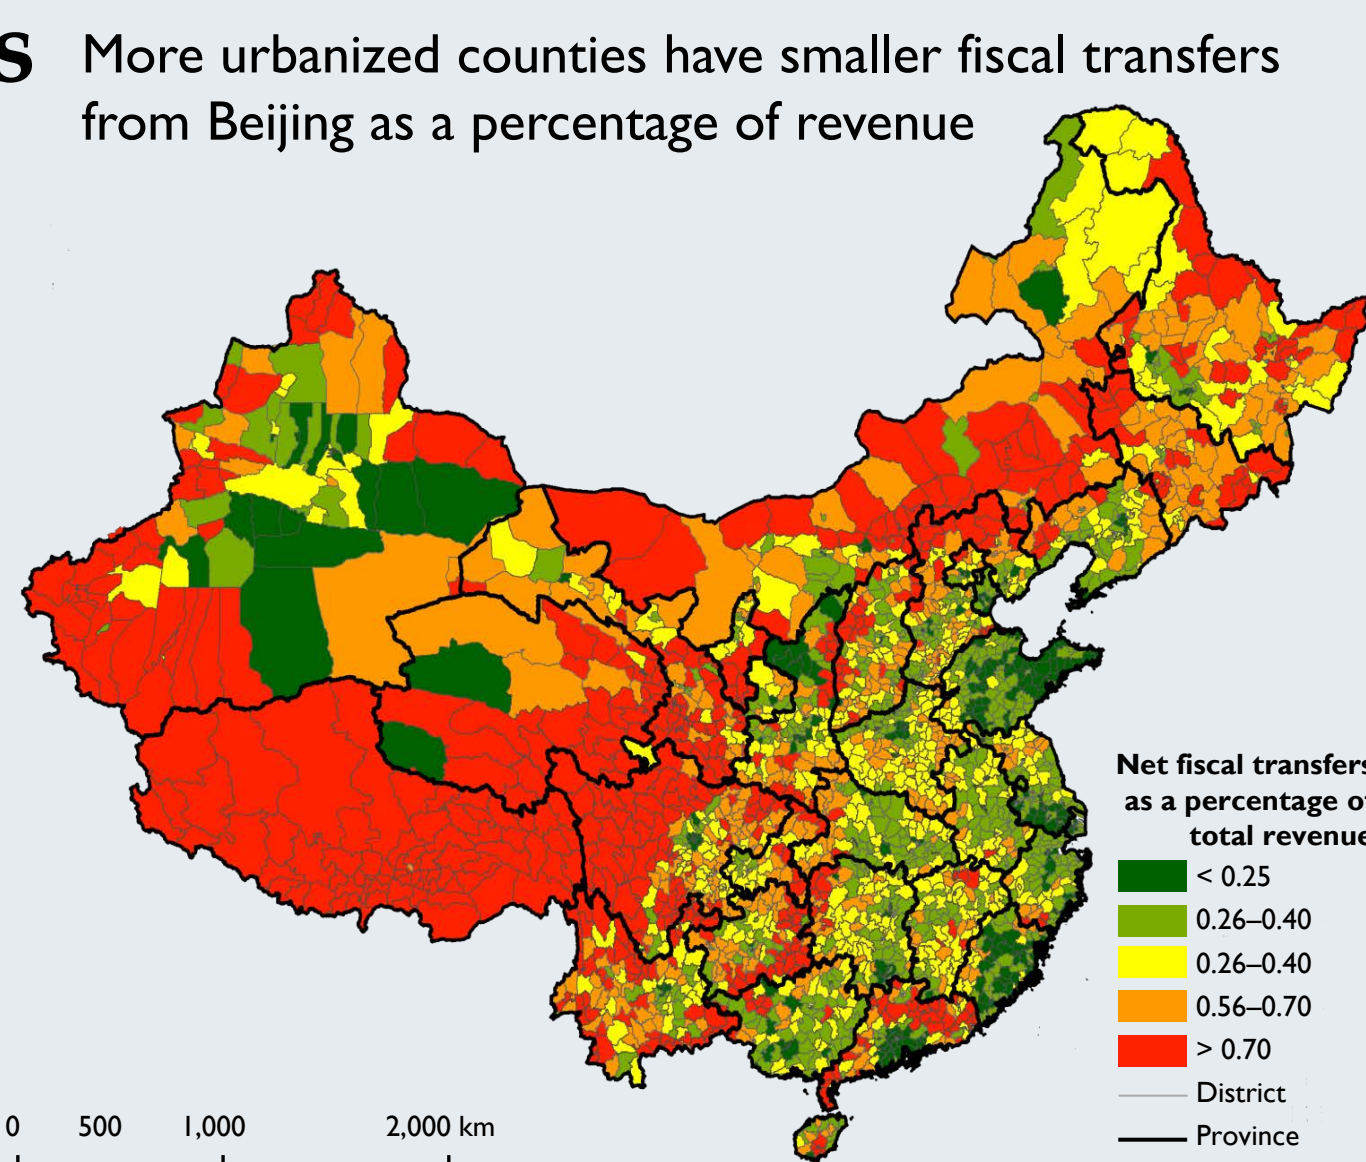 s More urbanized counties have smaller fiscal transfers
from Beijing as a percentage of revenue
Net fiscal transfers
as a percentage of
total revenue
< 0.25
0.26–0.40
0.26–0.40
0.56–0.70
> 0.70
District
Province
0 500 1,000 2,000 km